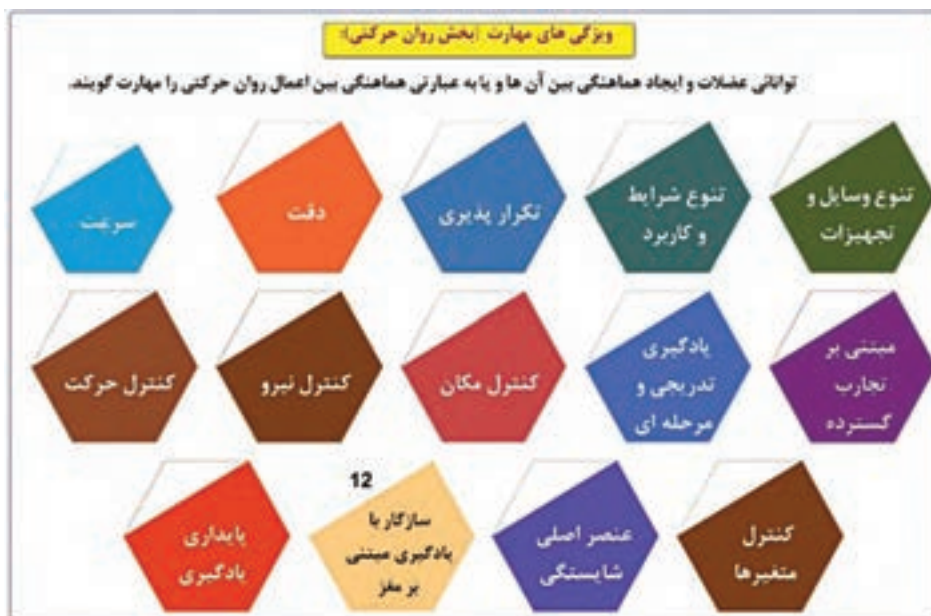 ویژگی های مهارت (بخش روان حرکتی):
توانائی عضلات و ایجاد هماهنگی بین آن ها و یا به عبارتی هماهنگی بین اعمال روان حرکتی را مهارت گویند.
تنوع وسایل و
تجهیزات
تنوع شرایط
و کاربرد
تکرار پذیری
دقت
سرعت
مبتنی بر
تجارب
گسترده
یادگیری
تدریجی و
مرحله ای
کنترل مکان
کنترل نیرو
کنترل حرکت
کنترل
متغیرها
عنصر اصلی
شایستگی
12
سازگار با
یادگیری مبتنی
بر مغز
پایداری
یادگیری